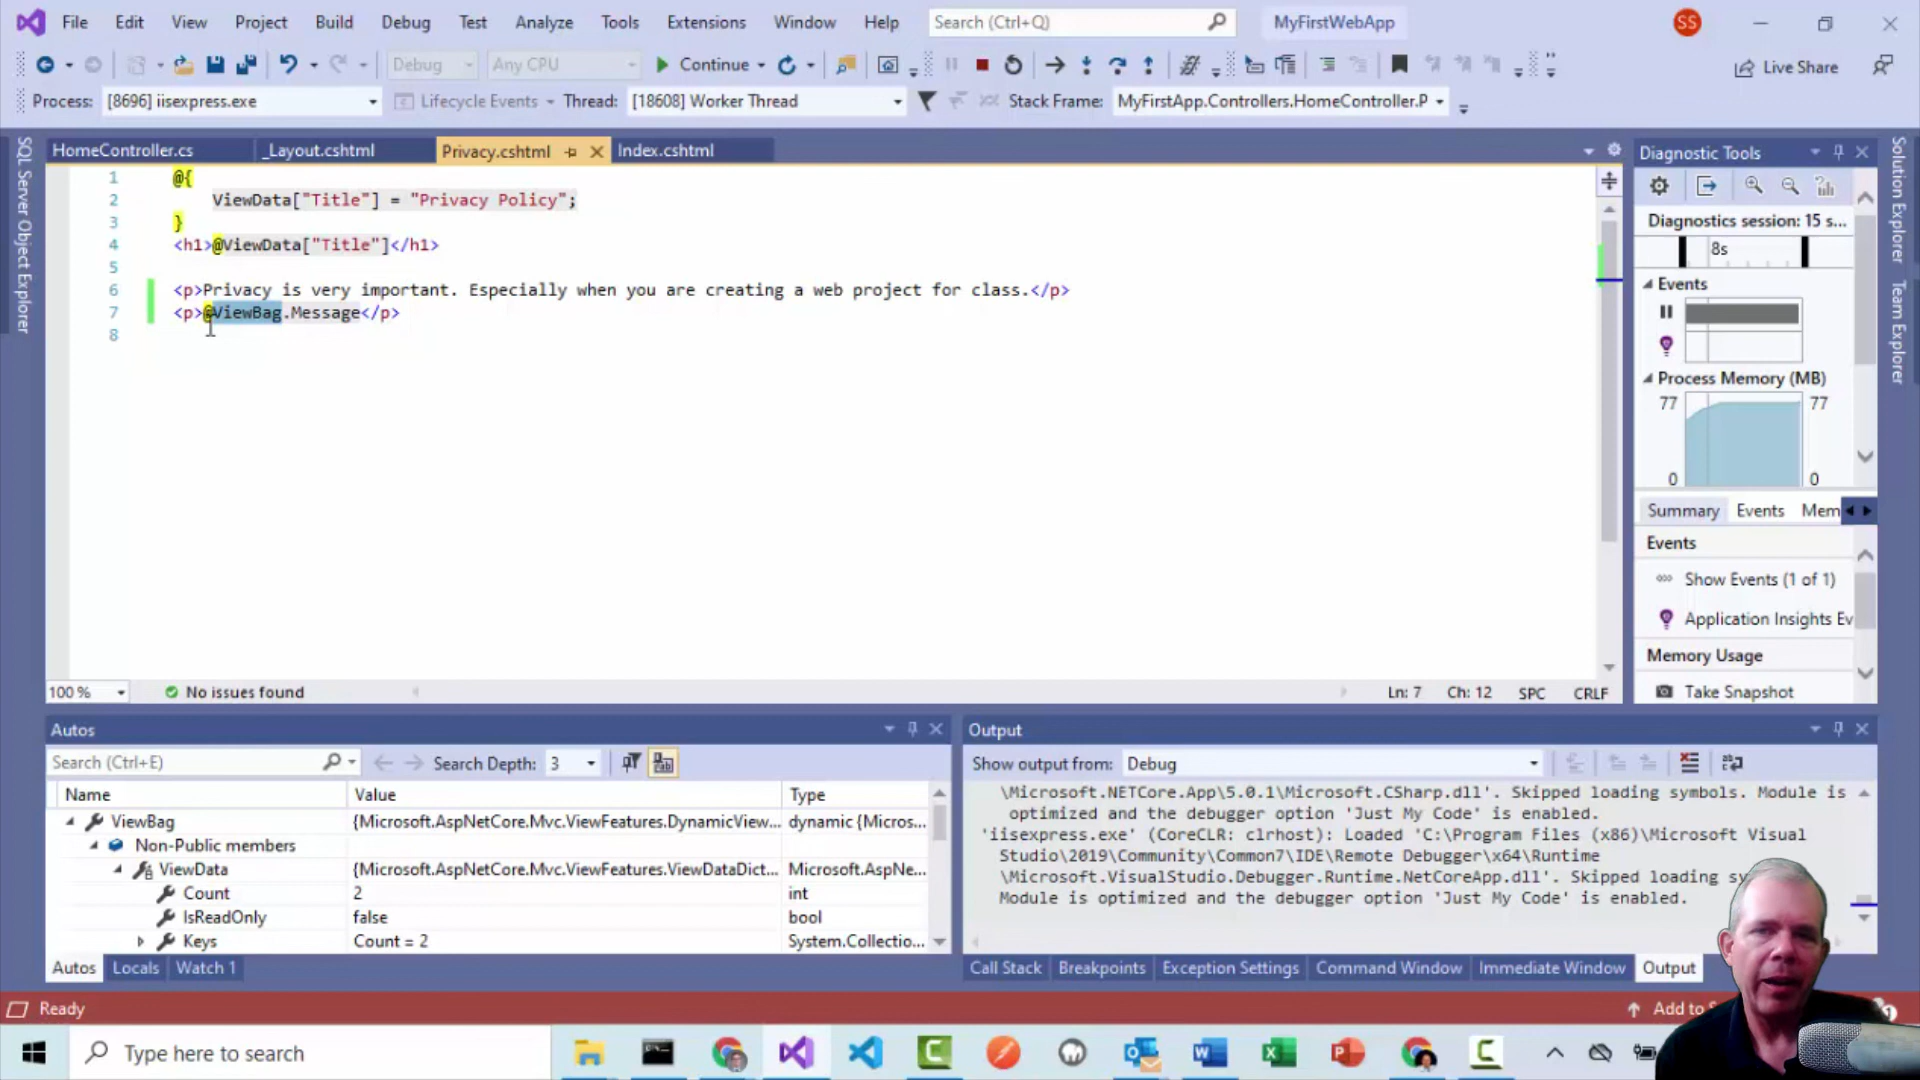 File Edit View Project Build Debug Test Analyze Tools Extensions Window Help Search (Ctrl+Q) MyFirstWebApp SS
Debug Any CPU Continue Live Share
Process: [8696] iisexpress.exe Lifecycle Events Thread: [18608] Worker Thread Stack Frame: MyFirstApp.Controllers.HomeController.P
SQL Server Object Explorer
HomeController.cs _Layout.cshtml Privacy.cshtml Index.cshtml
1 @{
2 ViewData["Title"] = "Privacy Policy";
3 }
4 <h1>@ViewData["Title"]</h1>
5
6 <p>Privacy is very important. Especially when you are creating a web project for class.</p>
7 <p>@ViewBag.Message</p>
8
100 % No issues found Ln: 7 Ch: 12 SPC CRLF
Diagnostic Tools
Diagnostics session: 15 s...
8s
Events
Process Memory (MB)
77 77
0 0
Summary Events Mem
Events
Show Events (1 of 1)
Application Insights Ev
Memory Usage
Take Snapshot
Solution Explorer
Team Explorer
Autos
Search (Ctrl+E) Search Depth: 3
Name Value Type
ViewBag {Microsoft.AspNetCore.Mvc.ViewFeatures.DynamicView... dynamic {Micros...
Non-Public members
ViewData {Microsoft.AspNetCore.Mvc.ViewFeatures.ViewDataDict... Microsoft.AspNe...
Count 2 int
IsReadOnly false bool
Keys Count = 2 System.Collectio...
Autos Locals Watch 1
Output
Show output from: Debug
\Microsoft.NETCore.App\5.0.1\Microsoft.CSharp.dll'. Skipped loading symbols. Module is
optimized and the debugger option 'Just My Code' is enabled.
'iisexpress.exe' (CoreCLR: clrhost): Loaded 'C:\Program Files (x86)\Microsoft Visual
Studio\2019\Community\Common7\IDE\Remote Debugger\x64\Runtime
\Microsoft.VisualStudio.Debugger.Runtime.NetCoreApp.dll'. Skipped loading sy
Module is optimized and the debugger option 'Just My Code' is enabled.
Call Stack Breakpoints Exception Settings Command Window Immediate Window Output
Ready Add to S
Type here to search